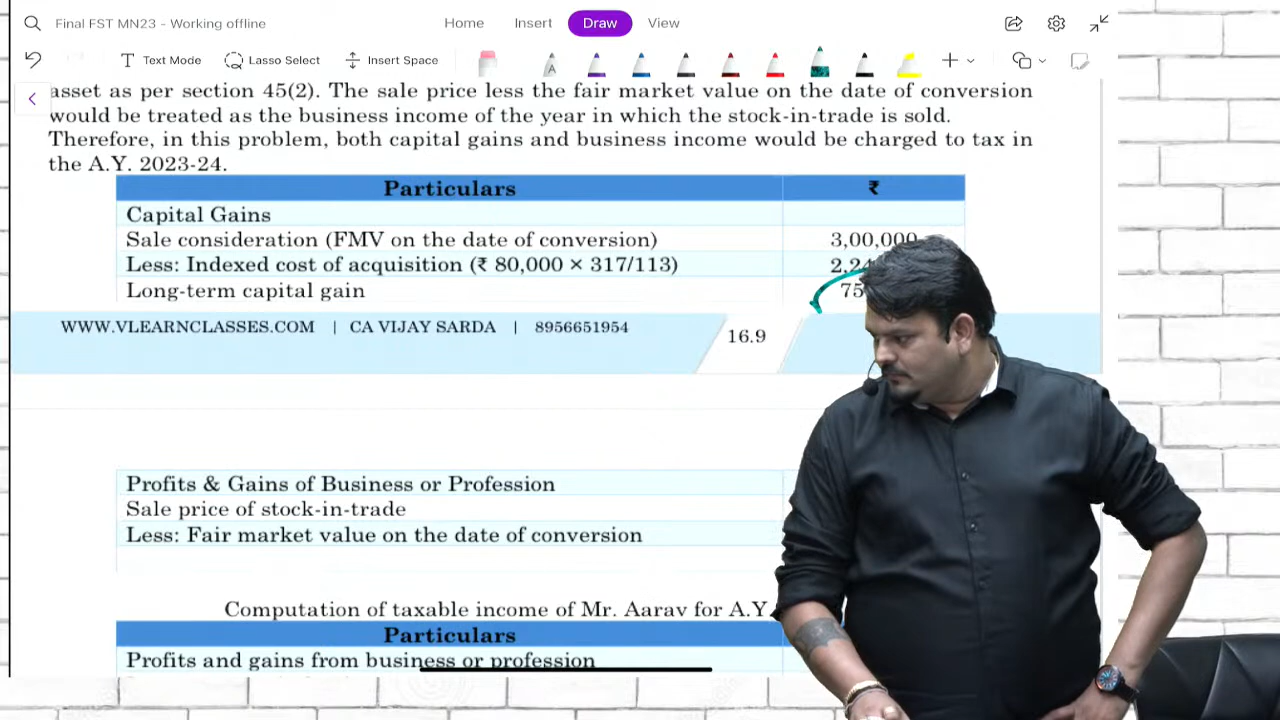 Final FST MN23 - Working offline
Home Insert Draw View
Text Mode Lasso Select Insert Space A
asset as per section 45(2). The sale price less the fair market value on the date of conversion
would be treated as the business income of the year in which the stock-in-trade is sold.
Therefore, in this problem, both capital gains and business income would be charged to tax in
the A.Y. 2023-24.
Particulars ₹
Capital Gains
Sale consideration (FMV on the date of conversion) 3,00,000
Less: Indexed cost of acquisition (₹ 80,000 × 317/113) 2,24
Long-term capital gain 75
WWW.VLEARNCLASSES.COM | CA VIJAY SARDA | 8956651954
16.9
Profits & Gains of Business or Profession
Sale price of stock-in-trade
Less: Fair market value on the date of conversion
Computation of taxable income of Mr. Aarav for A.Y.
Particulars
Profits and gains from business or profession